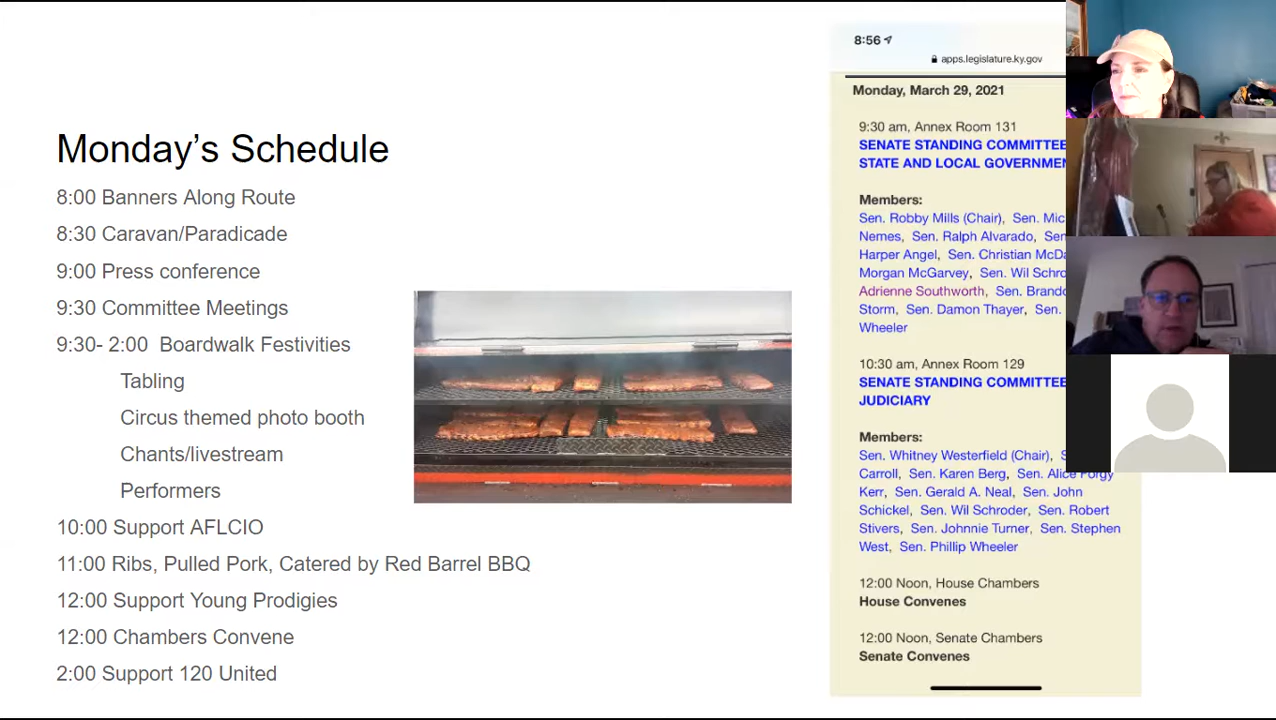 Monday's Schedule
8:00 Banners Along Route
8:30 Caravan/Paradicade
9:00 Press conference
9:30 Committee Meetings
9:30- 2:00 Boardwalk Festivities
Tabling
Circus themed photo booth
Chants/livestream
Performers
10:00 Support AFLCIO
11:00 Ribs, Pulled Pork, Catered by Red Barrel BBQ
12:00 Support Young Prodigies
12:00 Chambers Convene
2:00 Support 120 United
8:56
apps.legislature.ky.gov
Monday, March 29, 2021
9:30 am, Annex Room 131
SENATE STANDING COMMITTEE
STATE AND LOCAL
Members:
Sen. Robby Mills (Chair), Sen.
Nemes, Sen. Ralph Alvarado, Sen.
Harper Angel, Sen. Christian
Morgan McGarvey, Sen. Wil
Adrienne Southworth, Sen.
Storm, Sen. Damon Thayer, Sen.
Wheeler
10:30 am, Annex Room 129
SENATE STANDING COMMITTEE
JUDICIARY
Members:
Sen. Whitney Westerfield (Chair),
Carroll, Sen. Karen Berg, Sen. Alice Forgy
Kerr, Sen. Gerald A. Neal, Sen. John
Schickel, Sen. Wil Schroder, Sen. Robert
Stivers, Sen. Johnnie Turner, Sen. Stephen
West, Sen. Phillip Wheeler
12:00 Noon, House Chambers
House Convenes
12:00 Noon, Senate Chambers
Senate Convenes